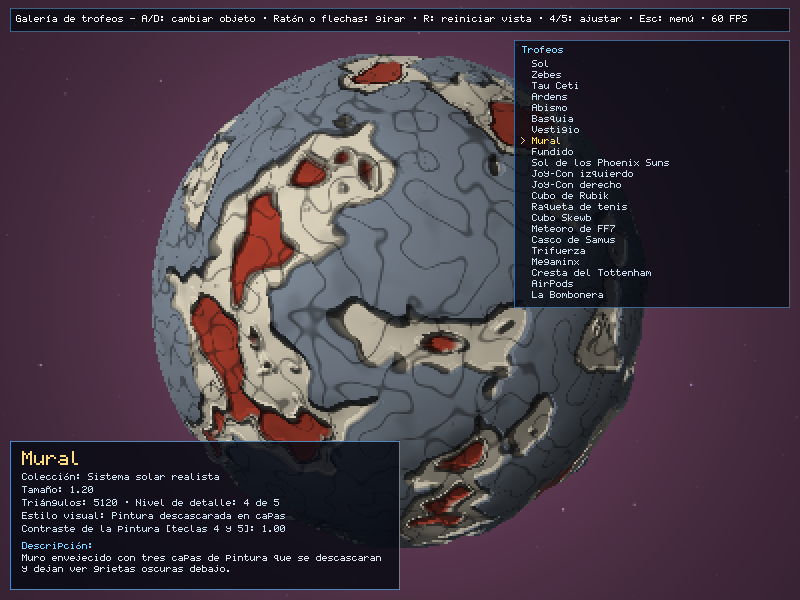 Galería de trofeos - A/D: cambiar objeto • Ratón o flechas: girar • R: reiniciar vista • 4/5: ajustar • Esc: menú • 60 FPS
Trofeos
Sol
Zebes
Tau Ceti
Ardens
Abismo
Basquia
Vestigio
> Mural
Fundido
Sol de los Phoenix Suns
Joy-Con izquierdo
Joy-Con derecho
Cubo de Rubik
Raqueta de tenis
Cubo Skewb
Meteoro de FF7
Casco de Samus
Trifuerza
Megaminx
Cresta del Tottenham
AirPods
La Bombonera
Mural
Colección: Sistema solar realista
Tamaño: 1.20
Triángulos: 5120 • Nivel de detalle: 4 de 5
Estilo visual: Pintura descascarada en capas
Contraste de la pintura [teclas 4 y 5]: 1.00
Descripción:
Muro envejecido con tres capas de pintura que se descascaran
y dejan ver grietas oscuras debajo.